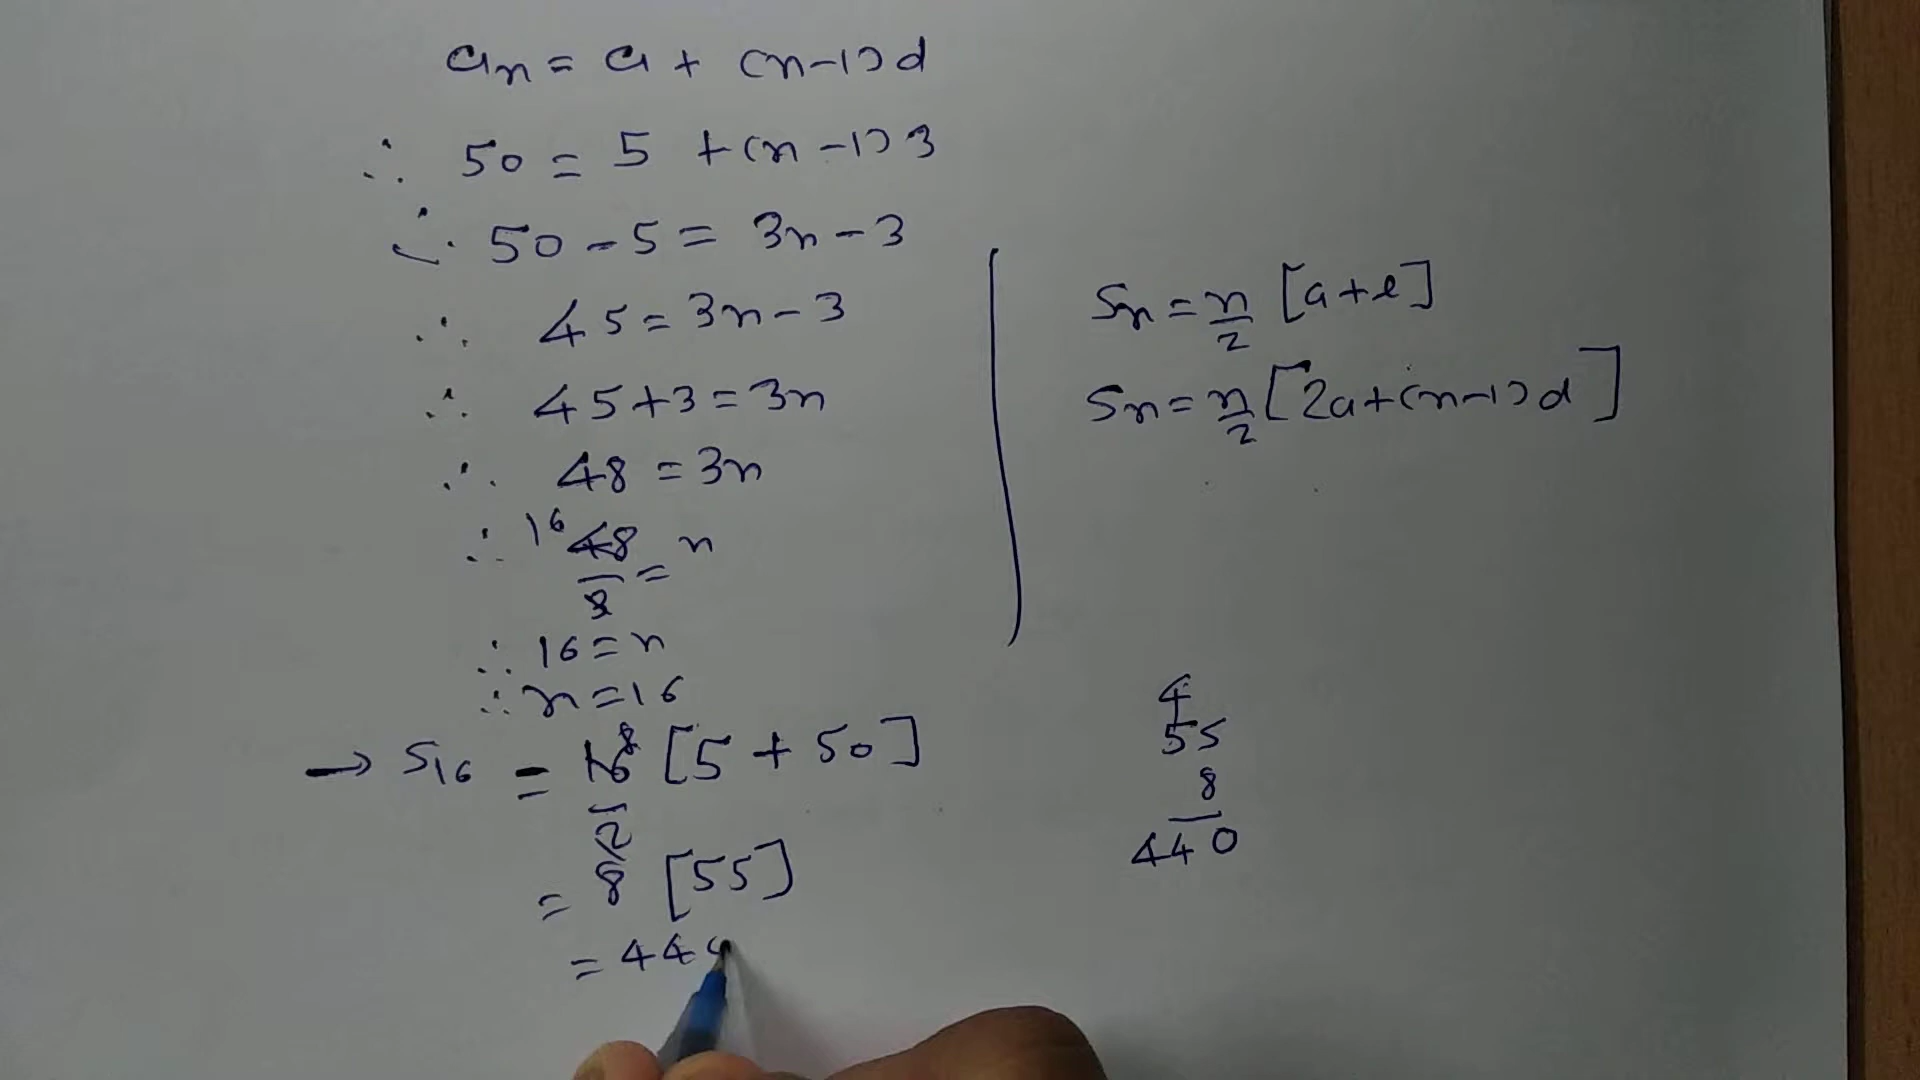 an = a + (n-1)d
∴ 50 = 5 + (n-1)3
∴ 50 - 5 = 3n - 3
∴ 45 = 3n - 3
∴ 45 + 3 = 3n
∴ 48 = 3n
∴ 16 48/3 = n
∴ 16 = n
∴ n = 16
→ S16 = 16/2 8 [5 + 50]
= 8 [55]
= 44
Sn = n/2 [a + l]
Sn = n/2 [2a + (n-1)d]
4
55
8
440